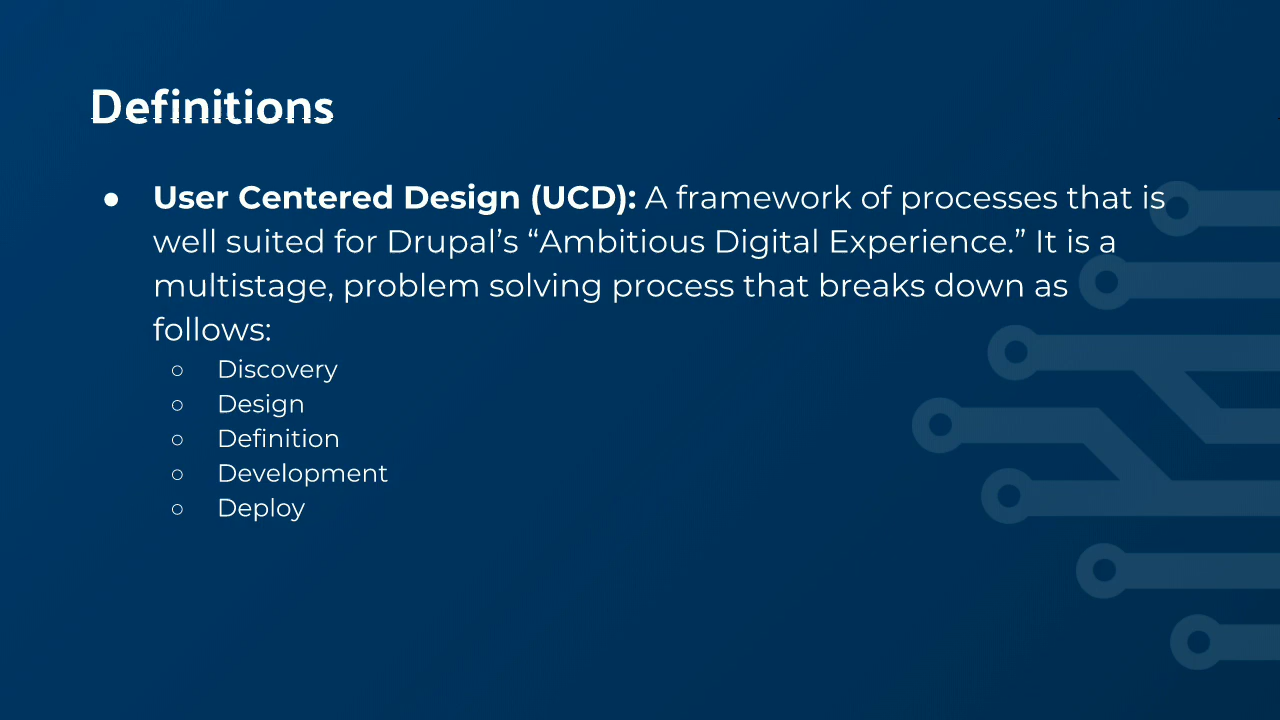 Definitions
● User Centered Design (UCD): A framework of processes that is
well suited for Drupal’s “Ambitious Digital Experience.” It is a
multistage, problem solving process that breaks down as
follows:
○ Discovery
○ Design
○ Definition
○ Development
○ Deploy